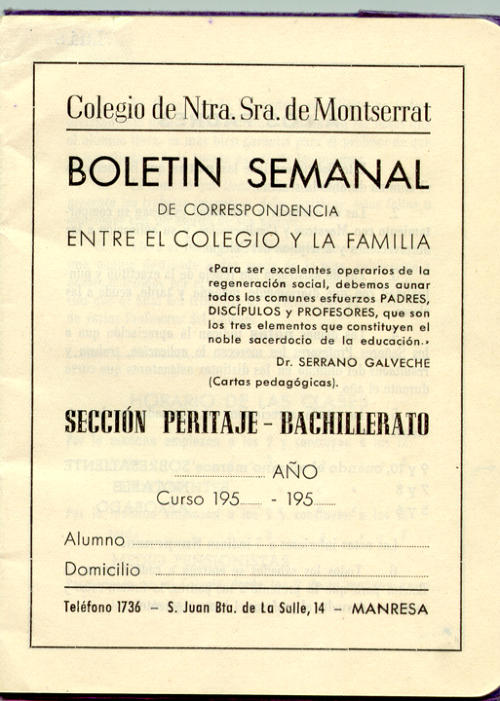 Colegio de Ntra. Sra. de Montserrat
BOLETIN SEMANAL
DE CORRESPONDENCIA
ENTRE EL COLEGIO Y LA FAMILIA
«Para ser excelentes operarios de la
regeneración social, debemos aunar
todos los comunes esfuerzos PADRES,
DISCÍPULOS y PROFESORES, que son
los tres elementos que constituyen el
noble sacerdocio de la educación.»
Dr. SERRANO GALVECHE
(Cartas pedagógicas).
SECCIÓN PERITAJE - BACHILLERATO
AÑO
Curso 195 - 195
Alumno
Domicilio
Teléfono 1736 - S. Juan Bta. de La Salle, 14 - MANRESA